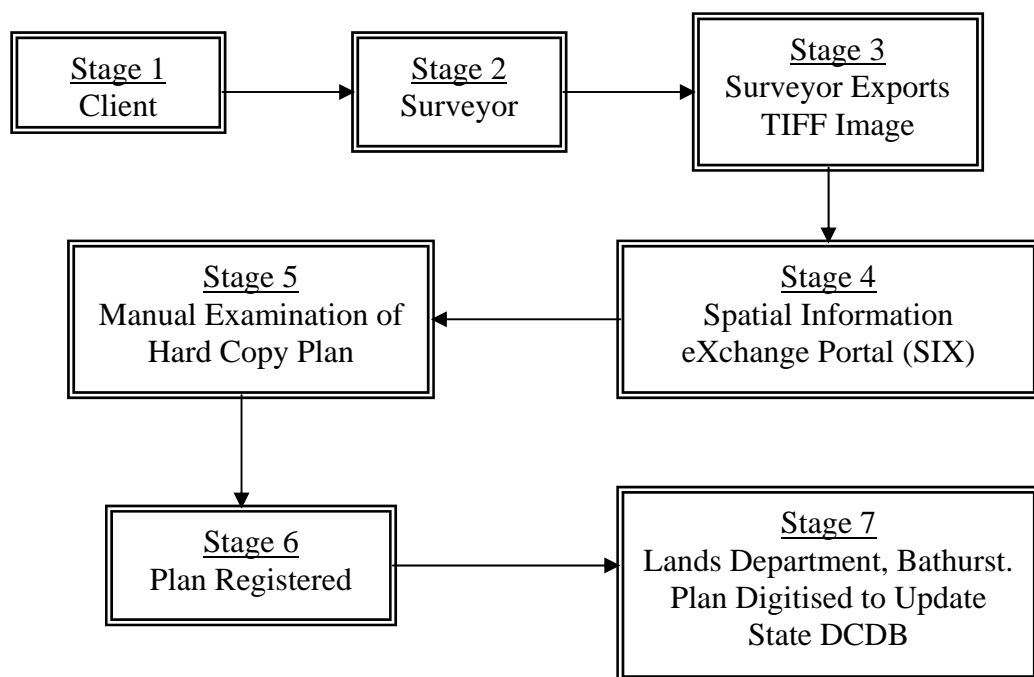 Stage 1
Client
Stage 2
Surveyor
Stage 3
Surveyor Exports
TIFF Image
Stage 4
Spatial Information
eXchange Portal (SIX)
Stage 5
Manual Examination of
Hard Copy Plan
Stage 6
Plan Registered
Stage 7
Lands Department, Bathurst.
Plan Digitised to Update
State DCDB